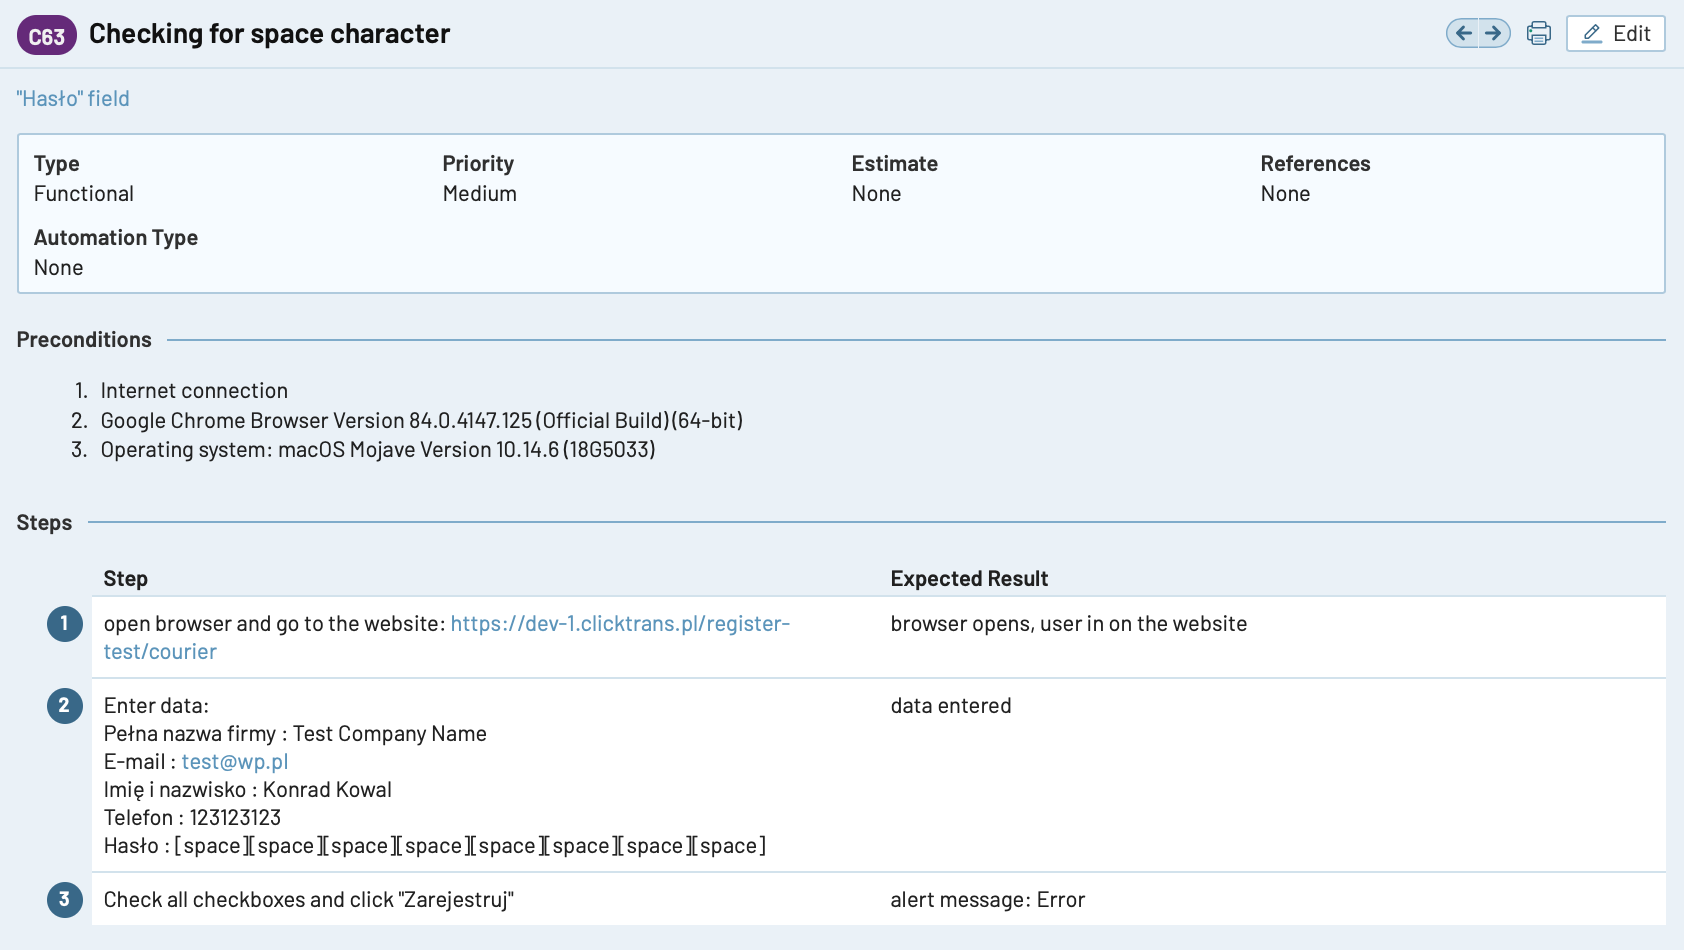 C63 Checking for space character
Edit
"Hasło" field
Type Priority Estimate References
Functional Medium None None
Automation Type
None
Preconditions
1. Internet connection
2. Google Chrome Browser Version 84.0.4147.125 (Official Build) (64-bit)
3. Operating system: macOS Mojave Version 10.14.6 (18G5033)
Steps
Step Expected Result
1 open browser and go to the website: https://dev-1.clicktrans.pl/register- browser opens, user in on the website
test/courier
2 Enter data: data entered
Pełna nazwa firmy : Test Company Name
E-mail : test@wp.pl
Imię i nazwisko : Konrad Kowal
Telefon : 123123123
Hasło : [space][space][space][space][space][space][space][space]
3 Check all checkboxes and click "Zarejestruj" alert message: Error